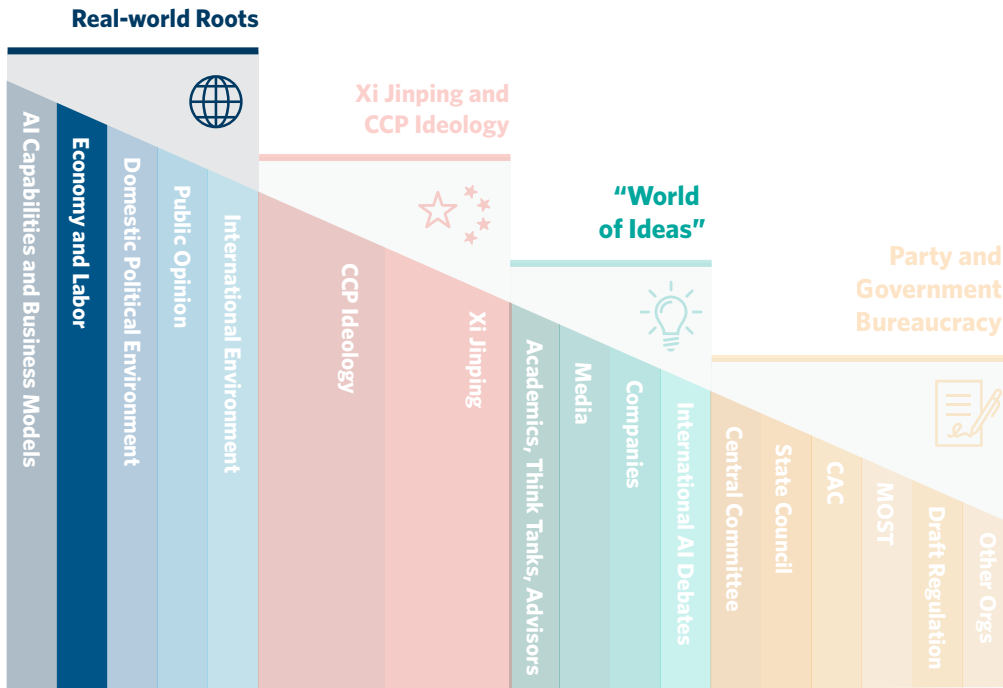 Real-world Roots
AI Capabilities and Business Models
Economy and Labor
Domestic Political Environment
Public Opinion
International Environment
Xi Jinping and
CCP Ideology
CCP Ideology
Xi Jinping
“World
of Ideas”
Academics, Think Tanks, Advisors
Media
Companies
International AI Debates
Party and
Government
Bureaucracy
Central Committee
State Council
CAC
MOST
Draft Regulation
Other Orgs